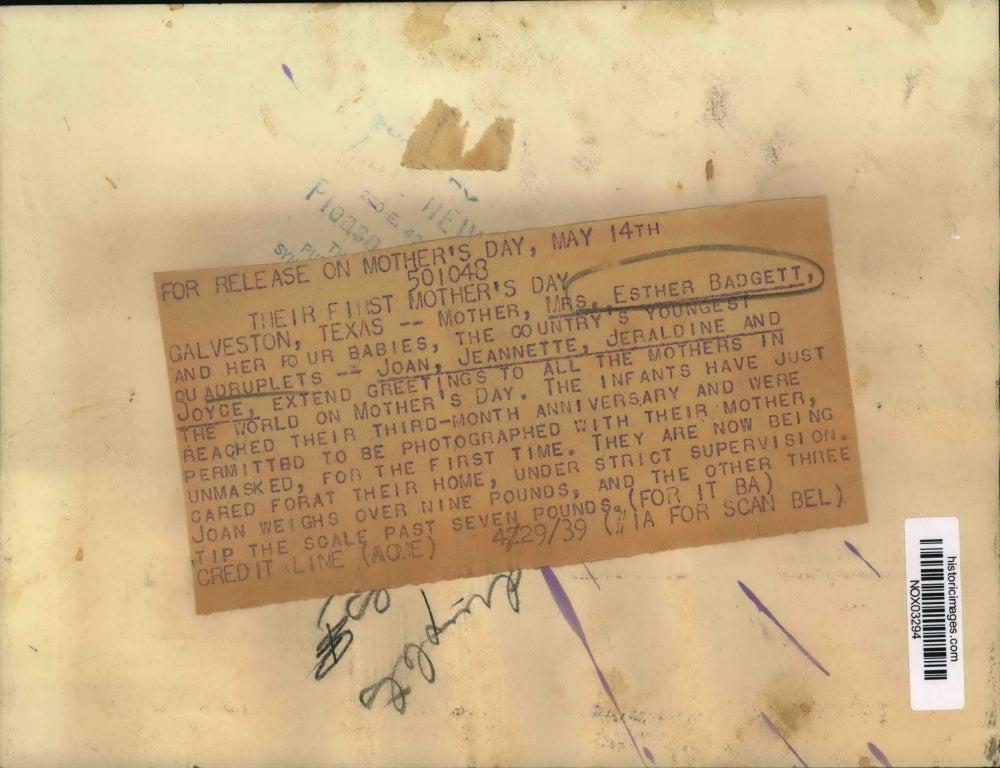 NEW
Please
FOR RELEASE ON MOTHER'S DAY, MAY 14TH
501048
THEIR FIRST MOTHER'S DAY
GALVESTON, TEXAS -- MOTHER, MRS. ESTHER BADGETT,
AND HER FOUR BABIES, THE COUNTRY'S YOUNGEST
QUADRUPLETS -- JOAN, JEANNETTE, JERALDINE AND
JOYCE, EXTEND GREETINGS TO ALL THE MOTHERS IN
THE WORLD ON MOTHER'S DAY. THE INFANTS HAVE JUST
REACHED THEIR THIRD-MONTH ANNIVERSARY AND WERE
PERMITTED TO BE PHOTOGRAPHED WITH THEIR MOTHER,
UNMASKED, FOR THE FIRST TIME. THEY ARE NOW BEING
CARED FORAT THEIR HOME, UNDER STRICT SUPERVISION.
JOAN WEIGHS OVER NINE POUNDS, AND THE OTHER THREE
TIP THE SCALE PAST SEVEN POUNDS. (FOR IT BA)
CREDIT LINE (ACME) 4/29/39 (VIA FOR SCAN BEL)
historicimages.com
NOX03294